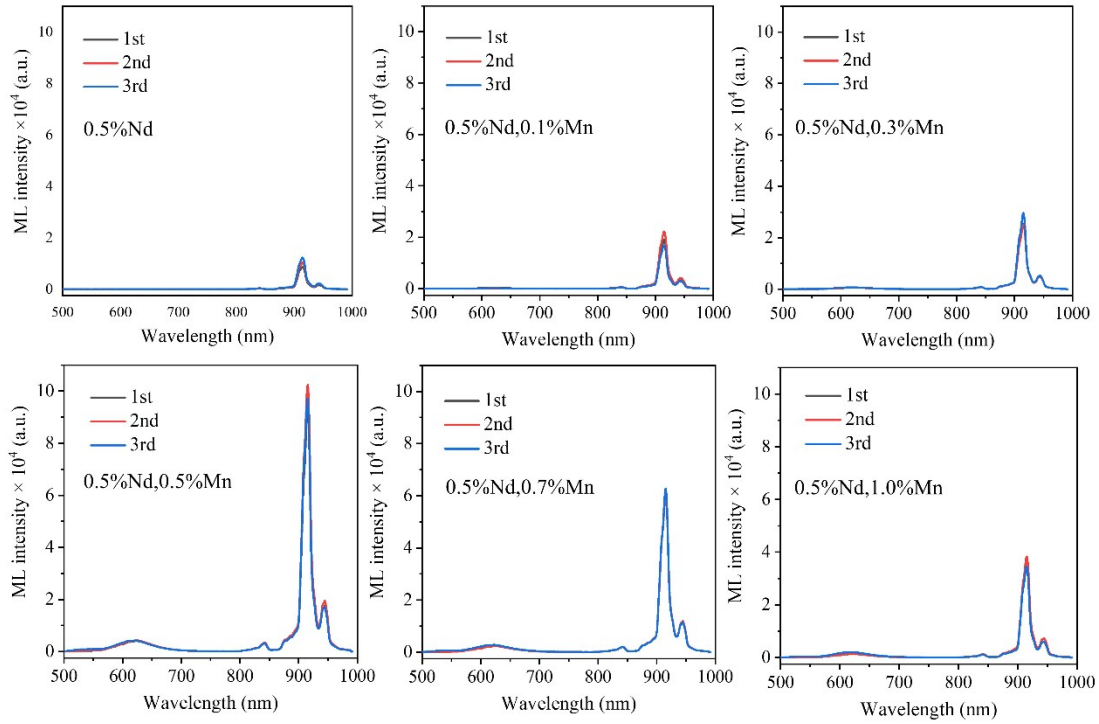 ML intensity ×10⁴ (a.u.)
10
8
6
4
2
0
1st
2nd
3rd
0.5%Nd
500 600 700 800 900 1000
Wavelength (nm)
ML intensity ×10⁴ (a.u.)
10
8
6
4
2
0
1st
2nd
3rd
0.5%Nd,0.1%Mn
500 600 700 800 900 1000
Wavelength (nm)
ML intensity × 10⁴ (a.u.)
10
8
6
4
2
0
1st
2nd
3rd
0.5%Nd,0.3%Mn
500 600 700 800 900 1000
Wavelength (nm)
ML intensity × 10⁴ (a.u.)
10
8
6
4
2
0
1st
2nd
3rd
0.5%Nd,0.5%Mn
500 600 700 800 900 1000
Wavelength (nm)
ML intensity × 10⁴ (a.u.)
10
8
6
4
2
0
1st
2nd
3rd
0.5%Nd,0.7%Mn
500 600 700 800 900 1000
Wavelength (nm)
ML intensity × 10⁴ (a.u.)
10
8
6
4
2
0
1st
2nd
3rd
0.5%Nd,1.0%Mn
500 600 700 800 900 1000
Wavelength (nm)